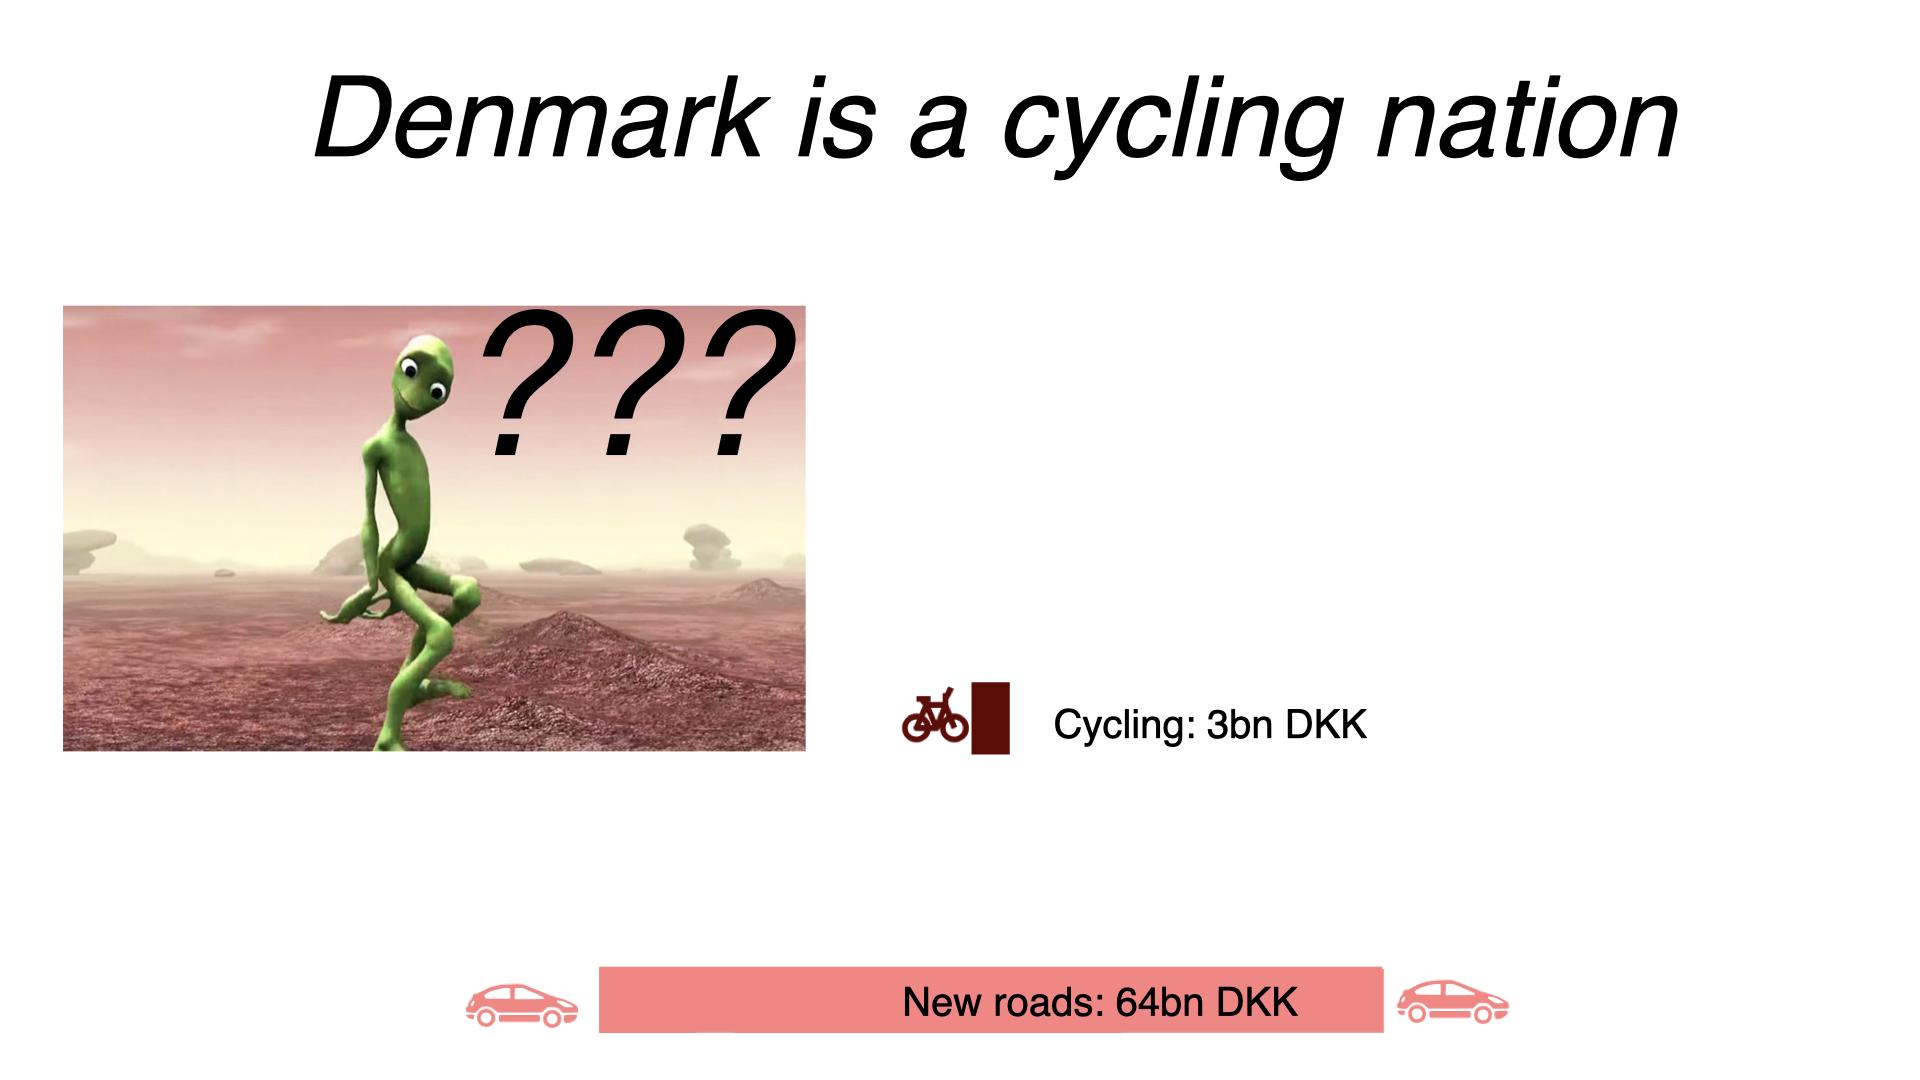 Denmark is a cycling nation
???
Cycling: 3bn DKK
New roads: 64bn DKK